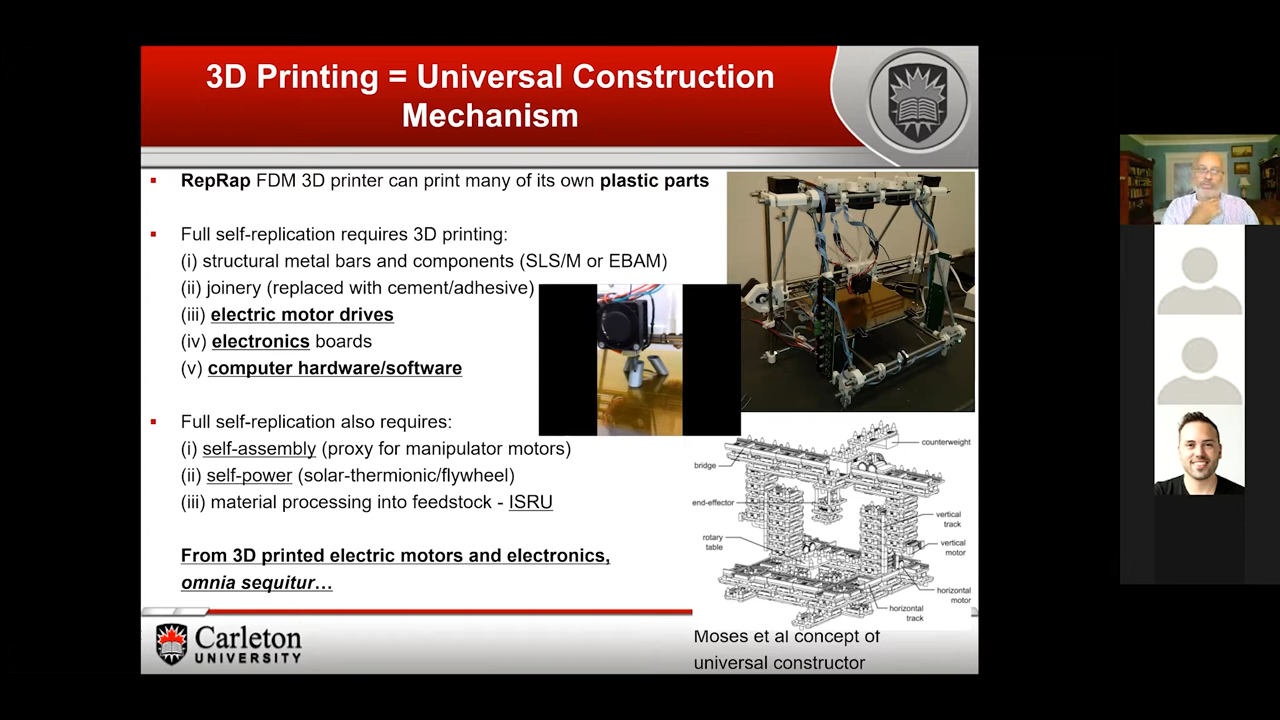 3D Printing = Universal Construction
Mechanism
▪ RepRap FDM 3D printer can print many of its own plastic parts
▪ Full self-replication requires 3D printing:
(i) structural metal bars and components (SLS/M or EBAM)
(ii) joinery (replaced with cement/adhesive)
(iii) electric motor drives
(iv) electronics boards
(v) computer hardware/software
▪ Full self-replication also requires:
(i) self-assembly (proxy for manipulator motors)
(ii) self-power (solar-thermionic/flywheel)
(iii) material processing into feedstock - ISRU
From 3D printed electric motors and electronics,
omnia sequitur…
counterweight
bridge
end-effector
vertical
track
rotary
table
vertical
motor
horizontal
motor
horizontal
track
Moses et al concept of
universal constructor
Carleton
UNIVERSITY